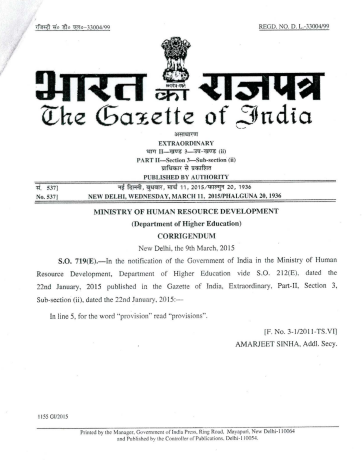 रजिस्ट्री सं० डी० एल०-33004/99
REGD. NO. D. L.-33004/99
भारत का राजपत्र
The Gazette of India
असाधारण
EXTRAORDINARY
भाग II—खण्ड 3—उप-खण्ड (ii)
PART II—Section 3—Sub-section (ii)
प्राधिकार से प्रकाशित
PUBLISHED BY AUTHORITY
सं. 537] नई दिल्ली, बुधवार, मार्च 11, 2015/फाल्गुन 20, 1936
No. 537] NEW DELHI, WEDNESDAY, MARCH 11, 2015/PHALGUNA 20, 1936
MINISTRY OF HUMAN RESOURCE DEVELOPMENT
(Department of Higher Education)
CORRIGENDUM
New Delhi, the 9th March, 2015
S.O. 719(E).—In the notification of the Government of India in the Ministry of Human
Resource Development, Department of Higher Education vide S.O. 212(E), dated the
22nd January, 2015 published in the Gazette of India, Extraordinary, Part-II, Section 3,
Sub-section (ii), dated the 22nd January, 2015:—
In line 5, for the word “provision” read “provisions”.
[F. No. 3-1/2011-TS.VI]
AMARJEET SINHA, Addl. Secy.
1155 GI/2015
Printed by the Manager, Government of India Press, Ring Road, Mayapuri, New Delhi-110064
and Published by the Controller of Publications, Delhi-110054.